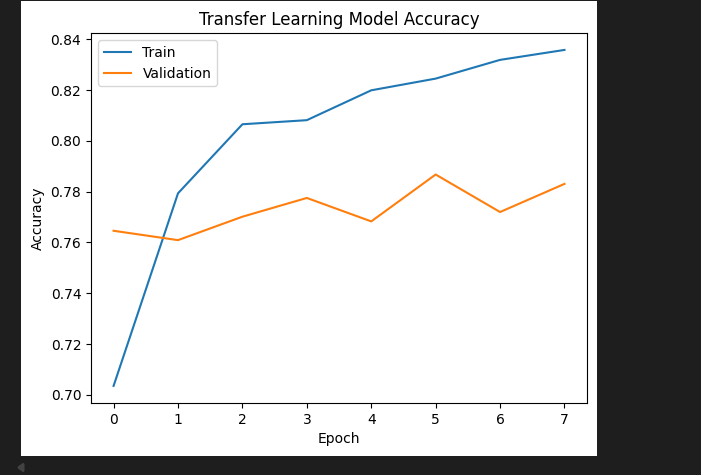 Transfer Learning Model Accuracy
Train
Validation
0.84
0.82
0.80
0.78
0.76
0.74
0.72
0.70
Accuracy
0 1 2 3 4 5 6 7
Epoch